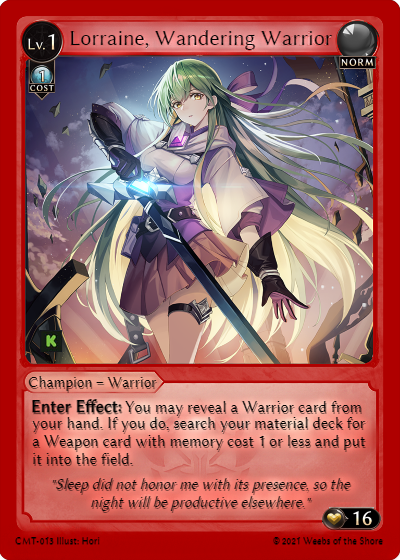 Lv.1 Lorraine, Wandering Warrior
NORM
1
COST
K
Champion = Warrior
Enter Effect: You may reveal a Warrior card from
your hand. If you do, search your material deck for
a Weapon card with memory cost 1 or less and put
it into the field.
"Sleep did not honor me with its presence, so the
night will be productive elsewhere."
16
CMT-015 Illust: Hori © 2021 Weebs of the Shore